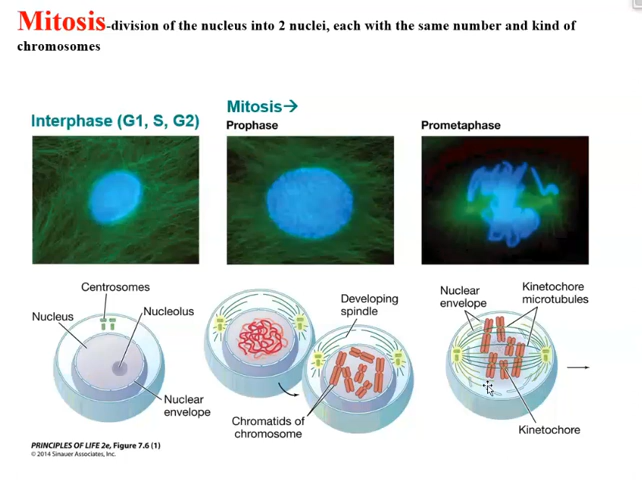 Mitosis-division of the nucleus into 2 nuclei, each with the same number and kind of
chromosomes
Interphase (G1, S, G2)
Mitosis→
Prophase
Prometaphase
Centrosomes
Nucleus
Nucleolus
Nuclear
envelope
Developing
spindle
Chromatids of
chromosome
Nuclear
envelope
Kinetochore
microtubules
Kinetochore
PRINCIPLES OF LIFE 2e, Figure 7.6 (1)
© 2014 Sinauer Associates, Inc.